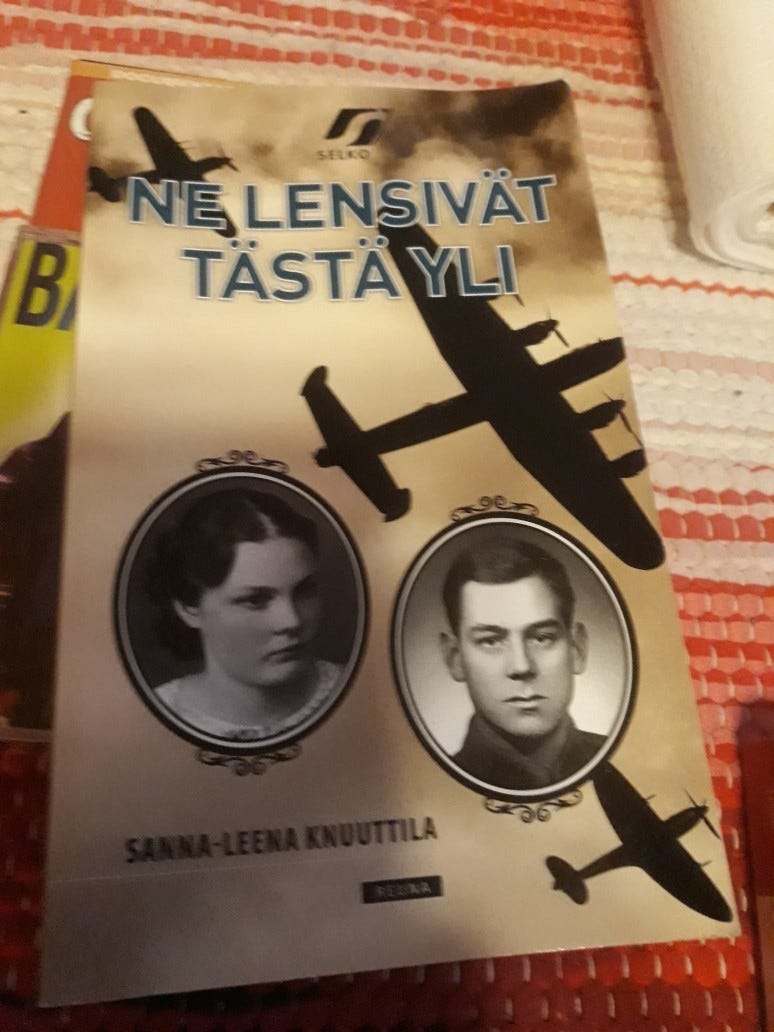 SELKO
NE LENSIVÄT
TÄSTÄ YLI
SANNA-LEENA KNUUTTILA
REUNA